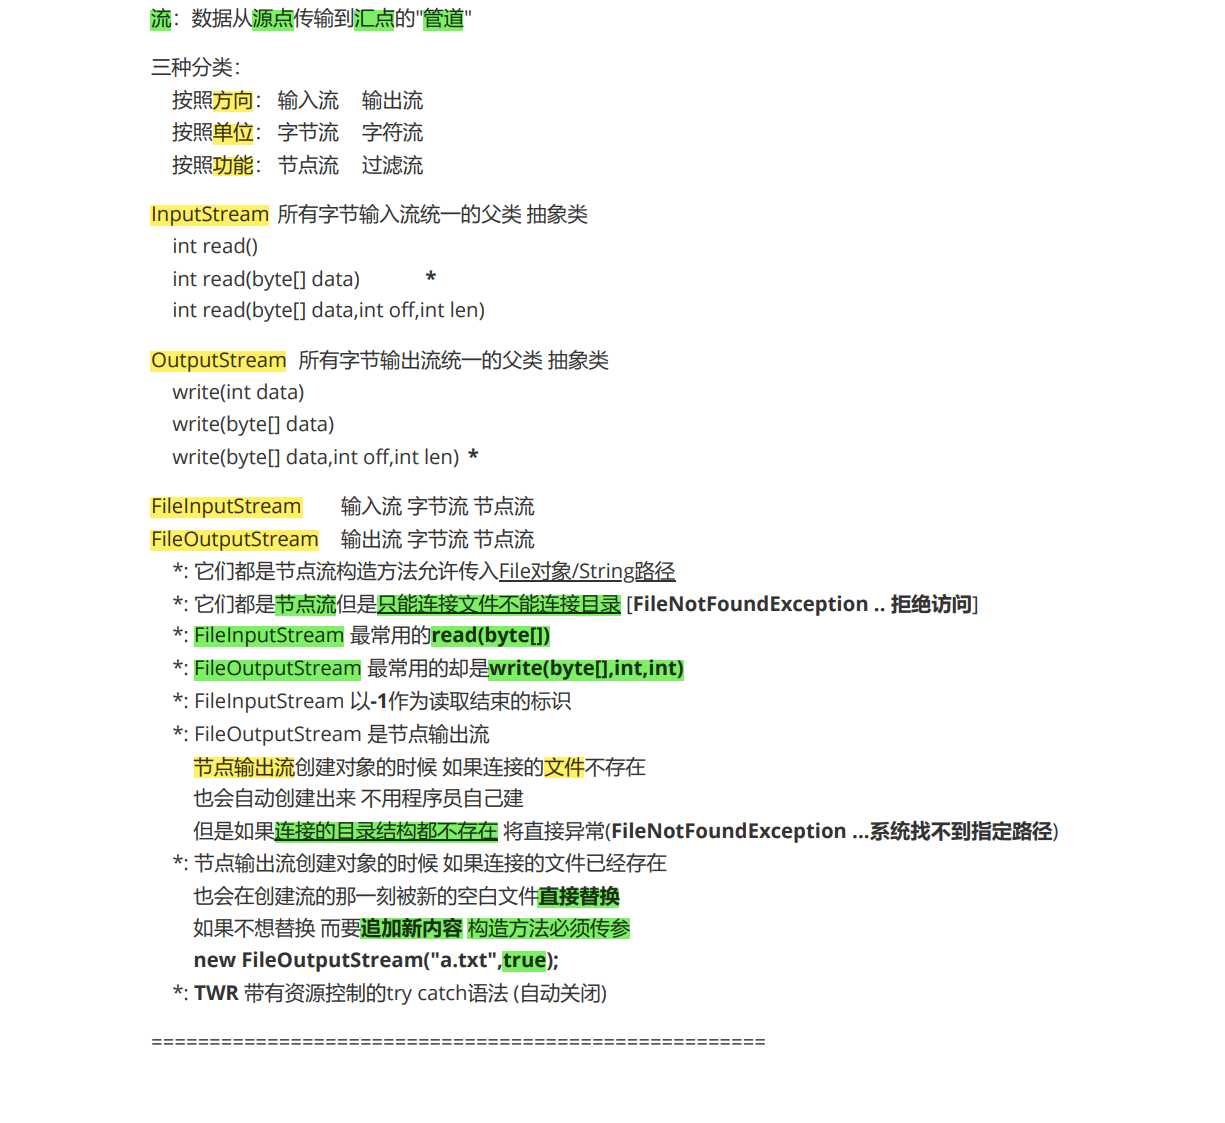 流：数据从源点传输到汇点的"管道"
三种分类：
按照方向： 输入流 输出流
按照单位： 字节流 字符流
按照功能： 节点流 过滤流
InputStream 所有字节输入流统一的父类 抽象类
int read()
int read(byte[] data) *
int read(byte[] data,int off,int len)
OutputStream 所有字节输出流统一的父类 抽象类
write(int data)
write(byte[] data)
write(byte[] data,int off,int len) *
FileInputStream 输入流 字节流 节点流
FileOutputStream 输出流 字节流 节点流
*: 它们都是节点流构造方法允许传入File对象/String路径
*: 它们都是节点流但是只能连接文件不能连接目录 [FileNotFoundException .. 拒绝访问]
*: FileInputStream 最常用的read(byte[])
*: FileOutputStream 最常用的却是write(byte[],int,int)
*: FileInputStream 以-1作为读取结束的标识
*: FileOutputStream 是节点输出流
节点输出流创建对象的时候 如果连接的文件不存在
也会自动创建出来 不用程序员自己建
但是如果连接的目录结构都不存在 将直接异常(FileNotFoundException ...系统找不到指定路径)
*: 节点输出流创建对象的时候 如果连接的文件已经存在
也会在创建流的那一刻被新的空白文件直接替换
如果不想替换 而要追加新内容 构造方法必须传参
new FileOutputStream("a.txt",true);
*: TWR 带有资源控制的try catch语法 (自动关闭)
=====================================================